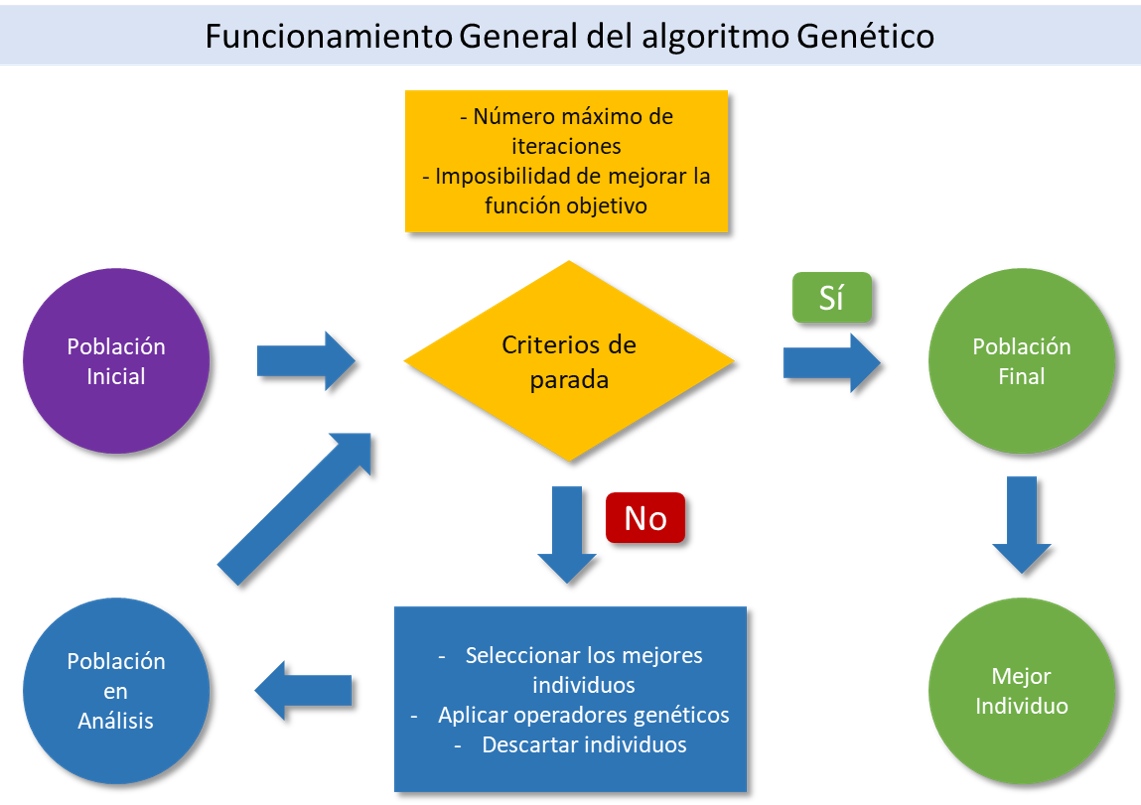 Funcionamiento General del algoritmo Genético
- Número máximo de
iteraciones
- Imposibilidad de mejorar la
función objetivo
Población
Inicial
Criterios de
parada
Sí
Población
Final
No
Población
en
Análisis
- Seleccionar los mejores
individuos
- Aplicar operadores genéticos
- Descartar individuos
Mejor
Individuo